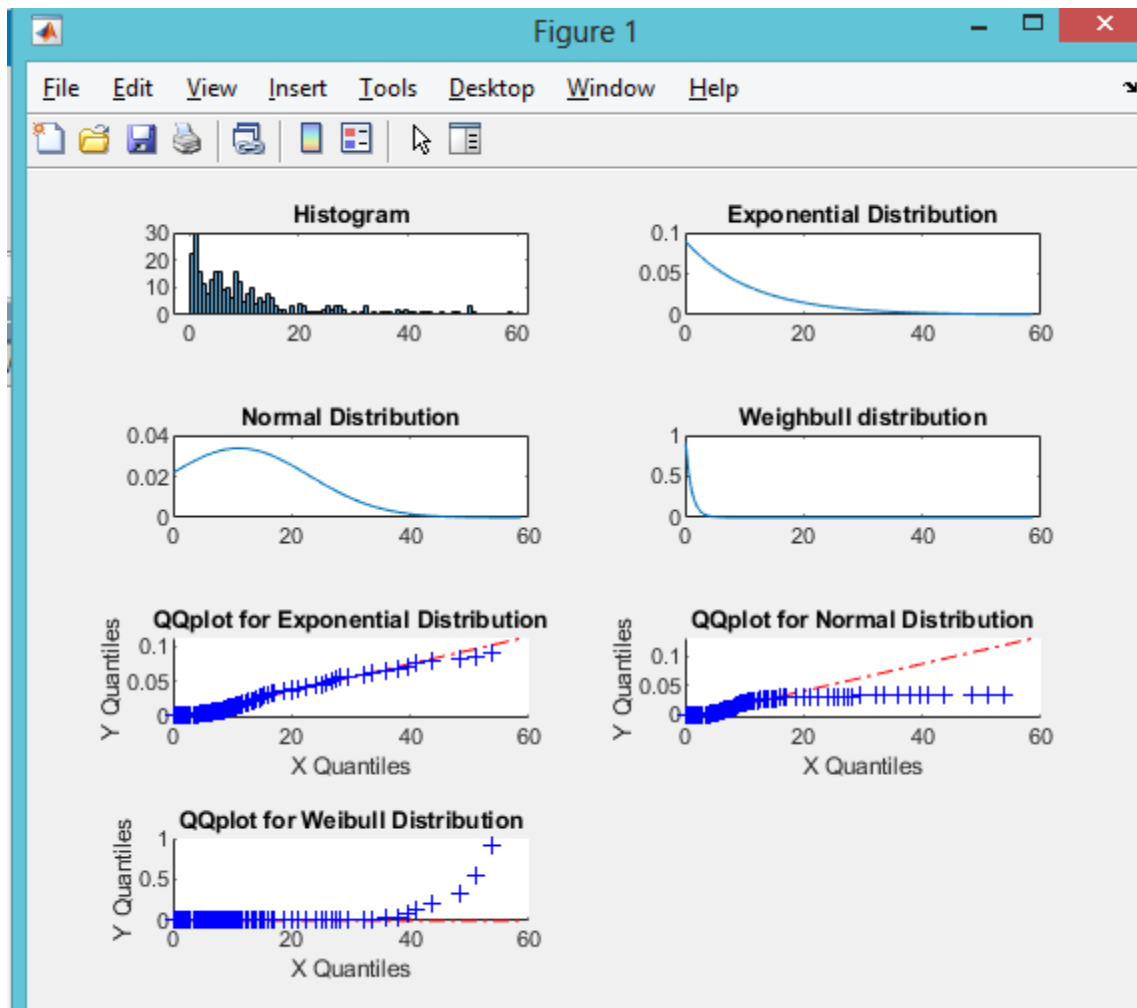 Figure 1
File Edit View Insert Tools Desktop Window Help
Histogram
30
20
10
0
0 20 40 60
Exponential Distribution
0.1
0.05
0
0 20 40 60
Normal Distribution
0.04
0.02
0
0 20 40 60
Weighbull distribution
1
0.5
0
0 20 40 60
QQplot for Exponential Distribution
Y Quantiles
0.1
0.05
0
0 20 40 60
X Quantiles
QQplot for Normal Distribution
Y Quantiles
0.1
0.05
0
0 20 40 60
X Quantiles
QQplot for Weibull Distribution
Y Quantiles
1
0.5
0
0 20 40 60
X Quantiles